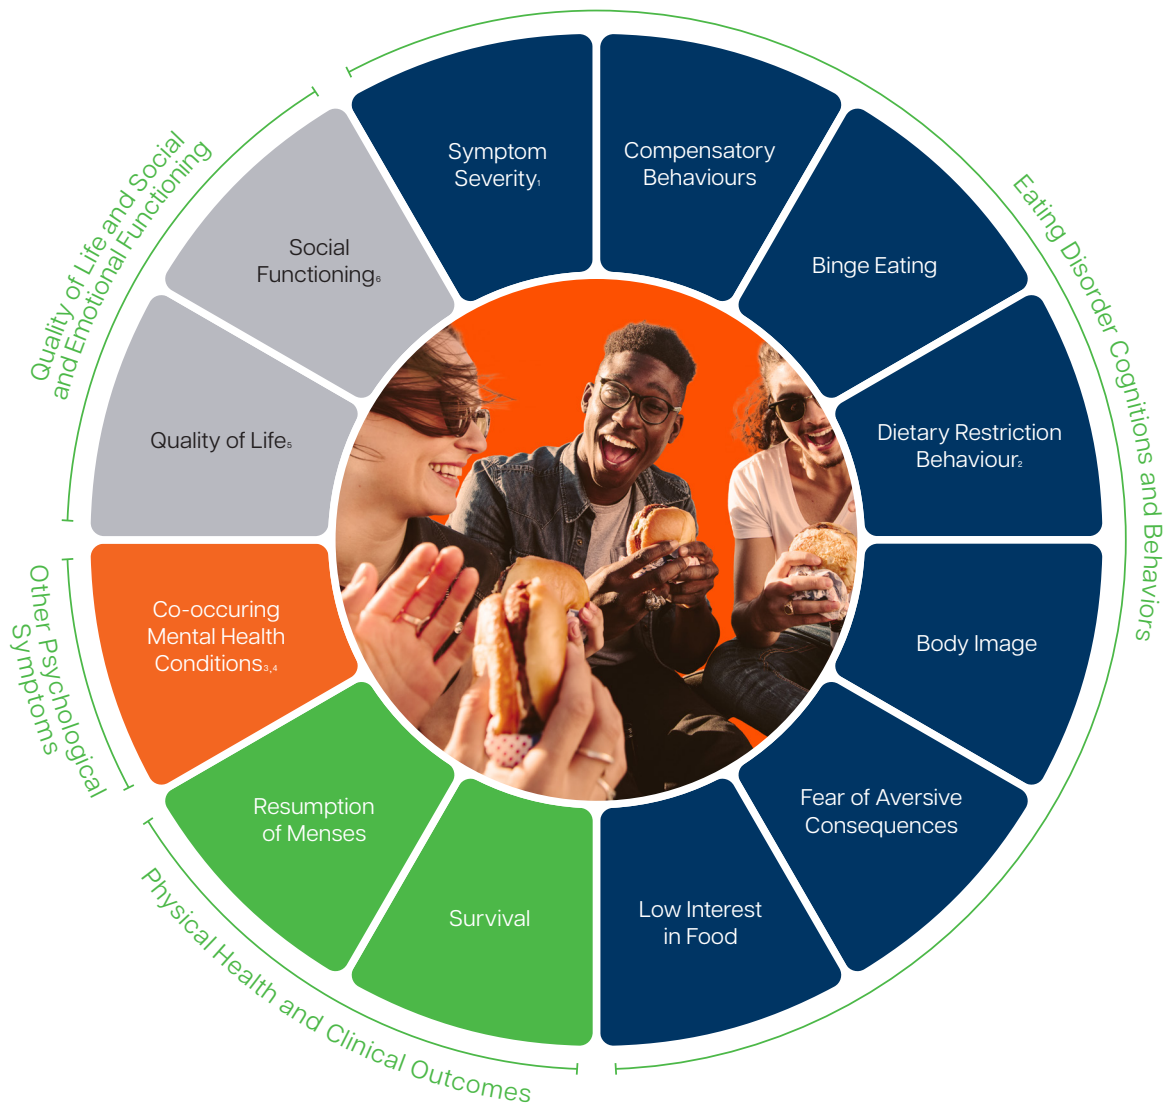 Symptom
Severity1
Compensatory
Behaviours
Binge Eating
Dietary Restriction
Behaviour2
Body Image
Fear of Aversive
Consequences
Low Interest
in Food
Survival
Resumption
of Menses
Co-occuring
Mental Health
Conditions3,4
Quality of Life5
Social
Functioning6
Eating Disorder Cognitions and Behaviors
Physical Health and Clinical Outcomes
Other Psychological
Symptoms
Quality of Life and Social
and Emotional Functioning